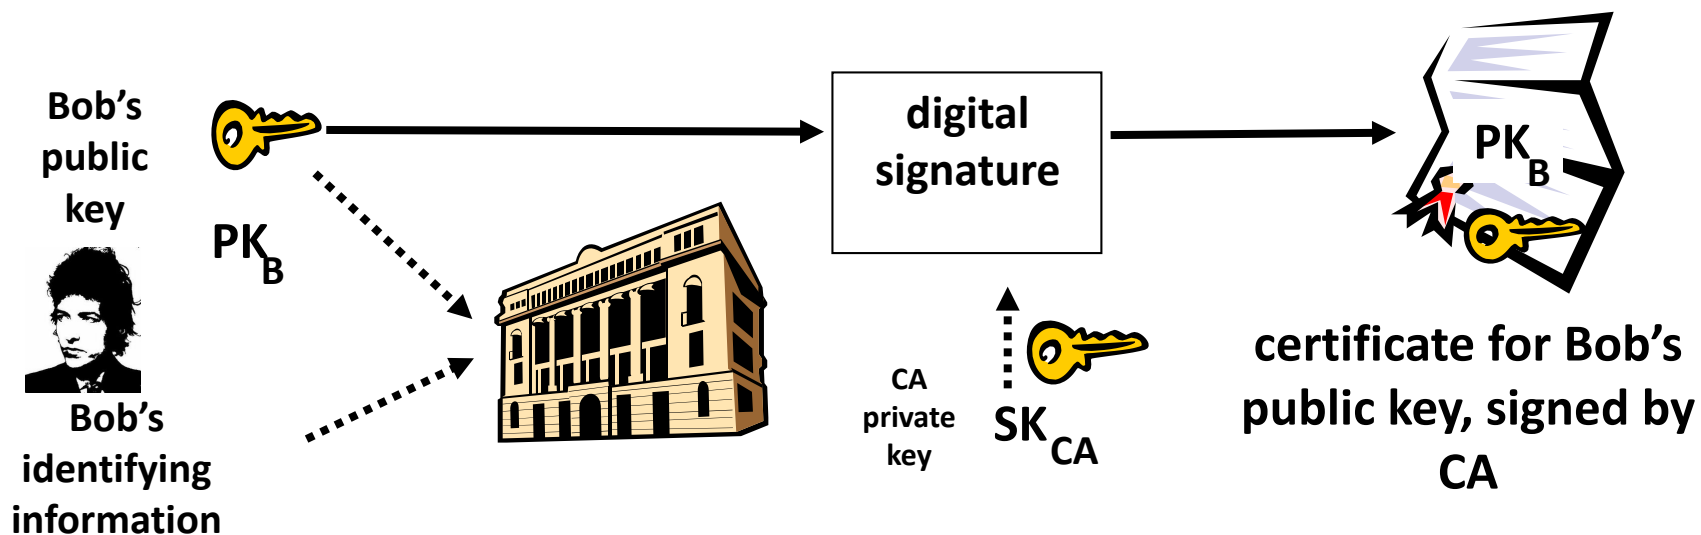 Bob’s
public
key
PK
B
Bob’s
identifying
information
digital
signature
CA
private
key
SK
CA
PK
B
certificate for Bob’s
public key, signed by
CA